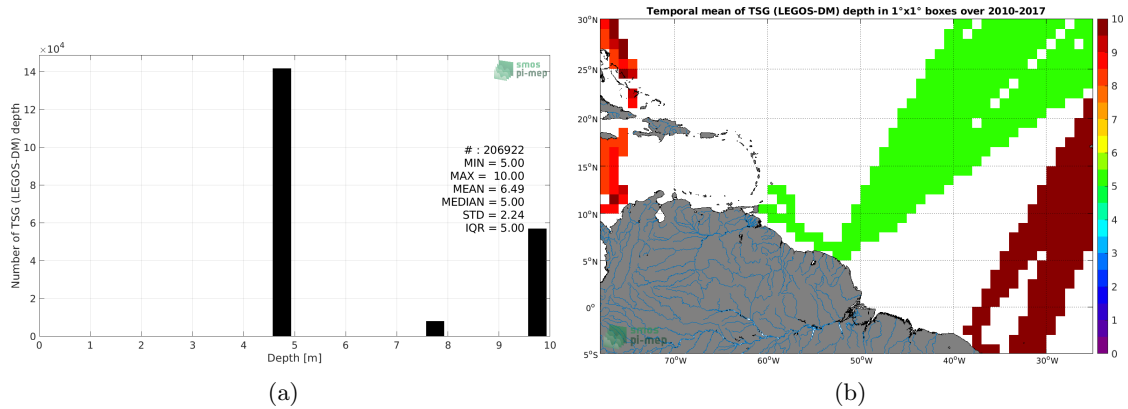 ×10⁴
14
12
10
8
6
4
2
0
Number of TSG (LEGOS-DM) depth
smos
pi-mep
# : 206922
MIN = 5.00
MAX = 10.00
MEAN = 6.49
MEDIAN = 5.00
STD = 2.24
IQR = 5.00
0 1 2 3 4 5 6 7 8 9 10
Depth [m]
(a)
Temporal mean of TSG (LEGOS-DM) depth in 1°x1° boxes over 2010-2017
30°N
25°N
20°N
15°N
10°N
5°N
0°
5°S
70°W 60°W 50°W 40°W 30°W
smos
pi-mep
10
9
8
7
6
5
4
3
2
1
0
(b)